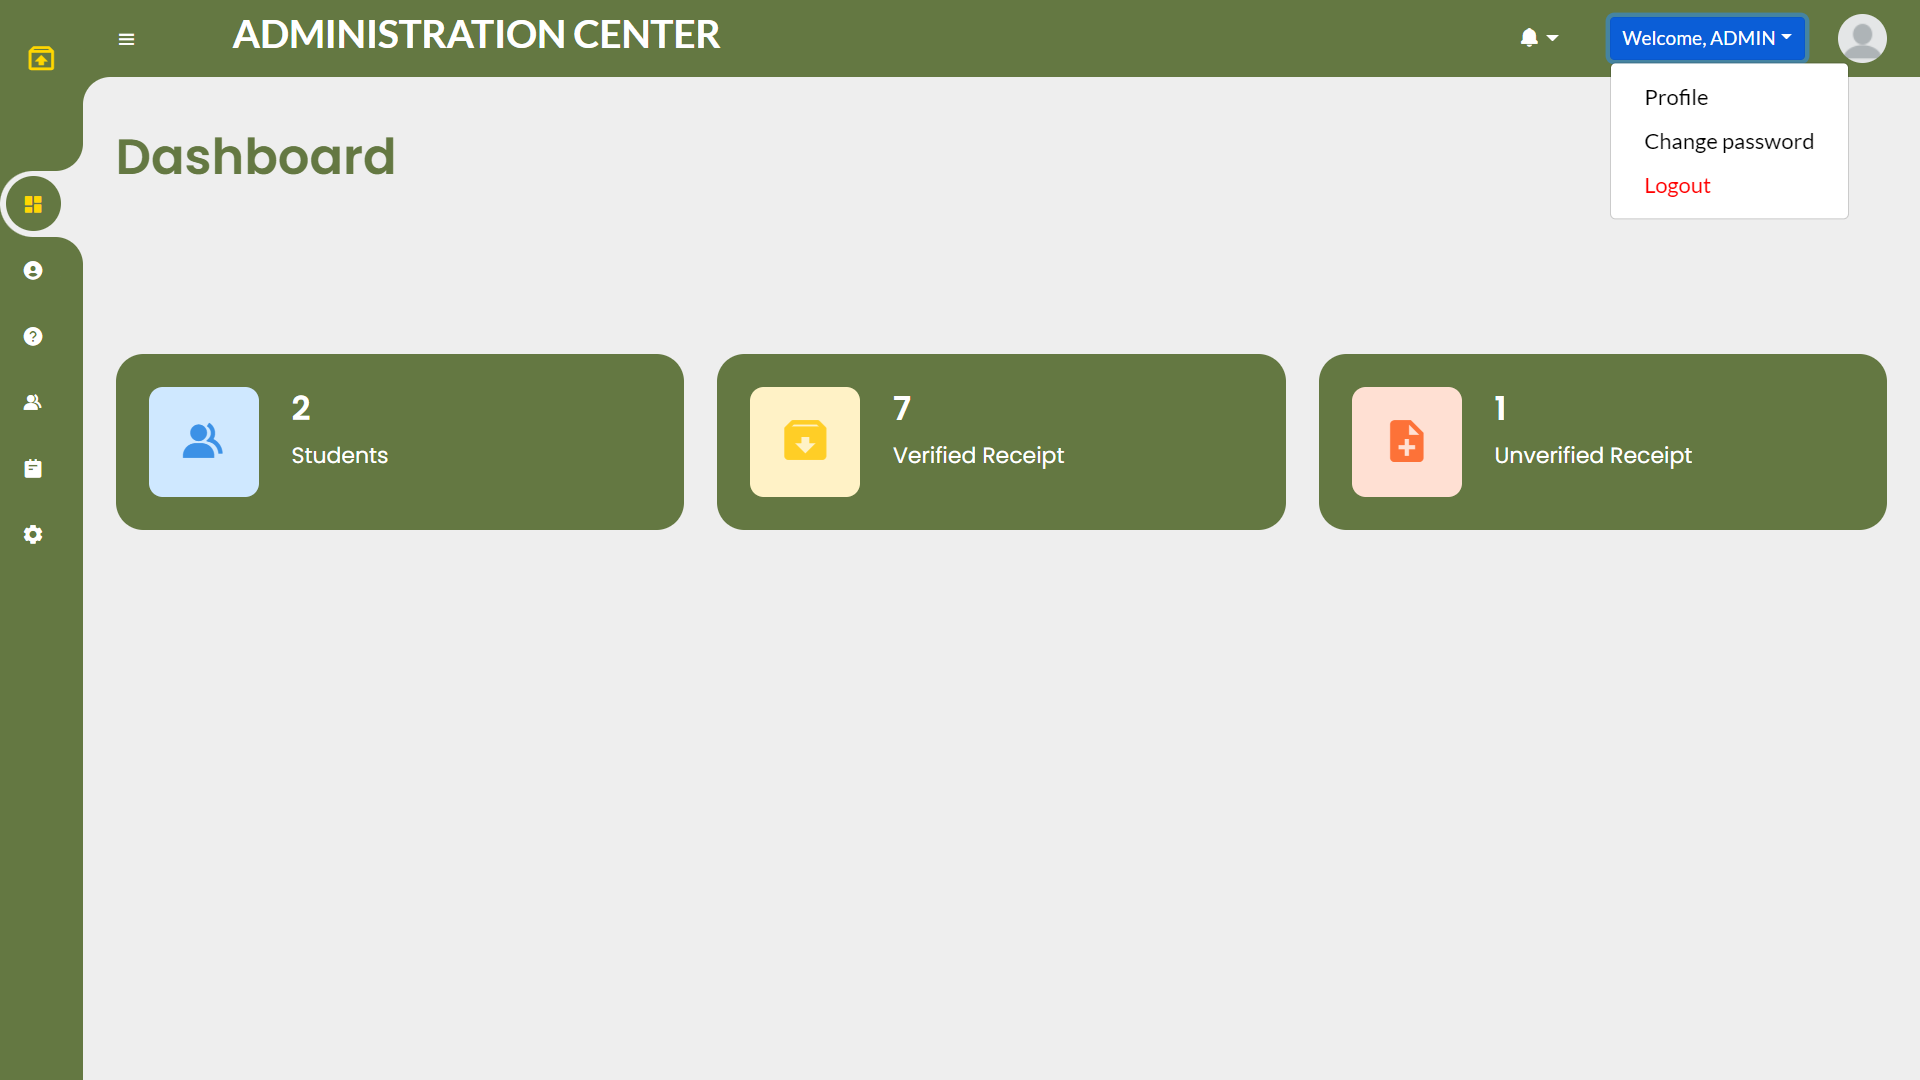 ADMINISTRATION CENTER
Welcome, ADMIN
Profile
Change password
Logout
Dashboard
2
Students
7
Verified Receipt
1
Unverified Receipt